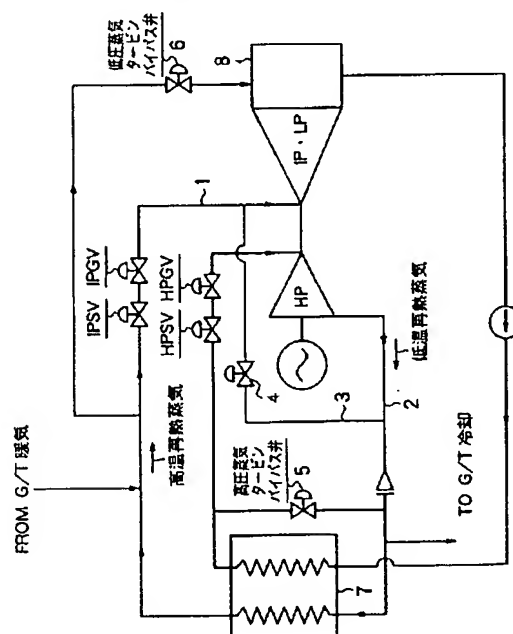 FROM G/T 暖気
高温再熱蒸気
IPSV
IPGV
HPSV
HPGV
1
低圧蒸気
タービン
バイパス弁
6
8
IP・LP
HP
4
3
2
低温再熱蒸気
高圧蒸気
タービン
バイパス弁
5
7
TO G/T 冷却